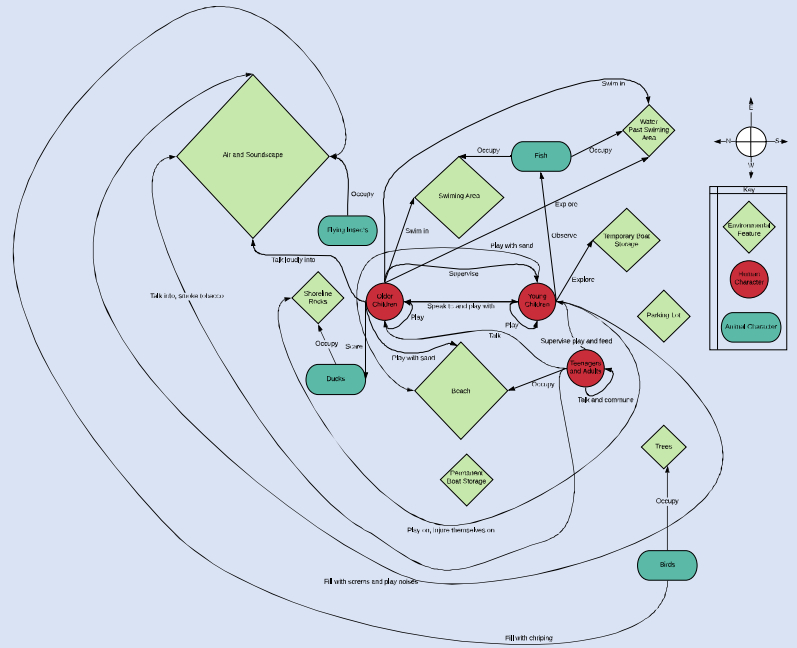 Swim in
Water
Past Swiming
Area
E
N
S
W
Air and Soundscape
Occupy
Fish
Occupy
Key
Occupy
Swiming Area
Explore
Environmental
Feature
Flying Insects
Swim in
Observe
Temporary Boat
Storage
Play with sand
Talk loudly into
Supervise
Explore
Human
Character
Talk into, smoke tobacco
Shoreline
Rocks
Older
Children
Speak to and play with
Young
Children
Parking Lot
Play
Play
Animal Character
Talk
Supervise play and feed
Occupy
Scare
Play with sand
Teenagers
and Adults
Ducks
Beach
Occupy
Talk and commune
Trees
Permanent
Boat Storage
Occupy
Play on, injure themselves on
Birds
Fill with screms and play noises
Fill with chriping